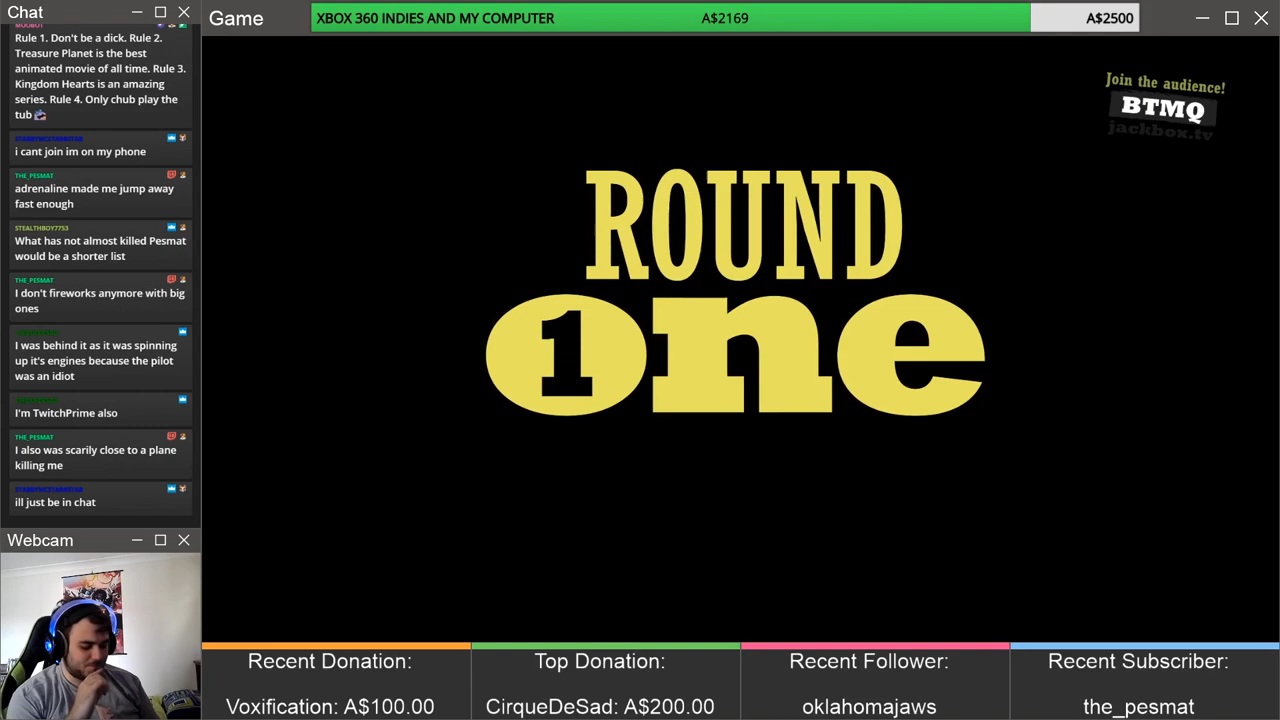 Chat
Rule 1. Don't be a dick. Rule 2.
Treasure Planet is the best
animated movie of all time. Rule 3.
Kingdom Hearts is an amazing
series. Rule 4. Only chub play the
tub
i cant join im on my phone
THE_PESMAT
adrenaline made me jump away
fast enough
STEALTHBOY7753
What has not almost killed Pesmat
would be a shorter list
THE_PESMAT
I don't fireworks anymore with big
ones
I was behind it as it was spinning
up it's engines because the pilot
was an idiot
I'm TwitchPrime also
THE_PESMAT
I also was scarily close to a plane
killing me
ill just be in chat
Webcam
Game
XBOX 360 INDIES AND MY COMPUTER
A$2169
A$2500
Join the audience!
BTMQ
jackbox.tv
ROUND
1
one
Recent Donation:
Voxification: A$100.00
Top Donation:
CirqueDeSad: A$200.00
Recent Follower:
oklahomajaws
Recent Subscriber:
the_pesmat